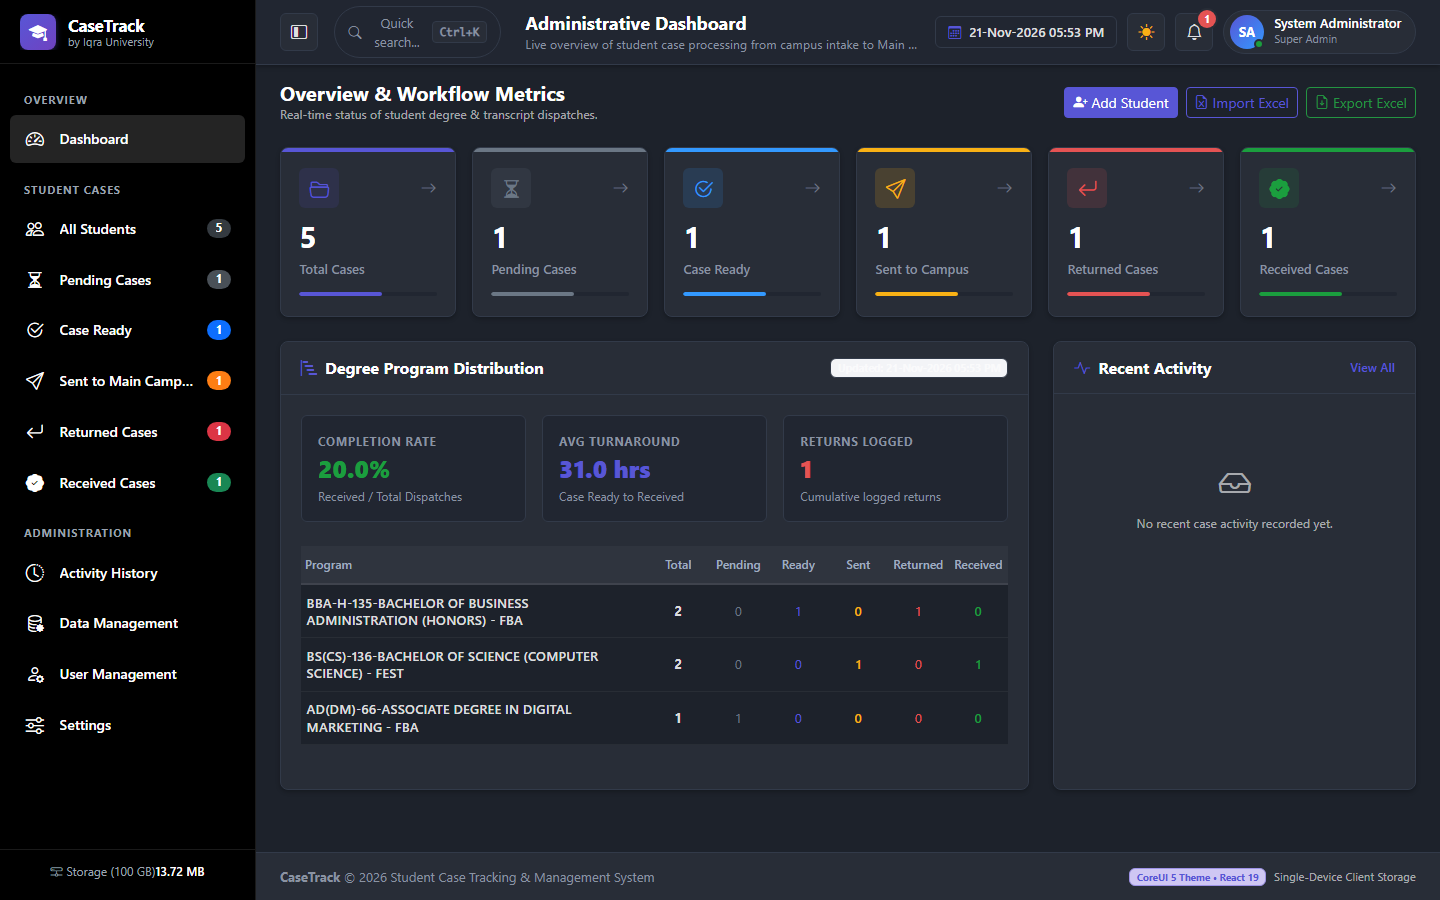 CaseTrack
by Iqra University
Quick search...
Ctrl+K
Administrative Dashboard
Live overview of student case processing from campus intake to Main ...
21-Nov-2026 05:53 PM
1
SA
System Administrator
Super Admin
OVERVIEW
Dashboard
STUDENT CASES
All Students 5
Pending Cases 1
Case Ready 1
Sent to Main Camp... 1
Returned Cases 1
Received Cases 1
ADMINISTRATION
Activity History
Data Management
User Management
Settings
Storage (100 GB)13.72 MB
Overview & Workflow Metrics
Real-time status of student degree & transcript dispatches.
Add Student
Import Excel
Export Excel
5
Total Cases
1
Pending Cases
1
Case Ready
1
Sent to Campus
1
Returned Cases
1
Received Cases
Degree Program Distribution
COMPLETION RATE
20.0%
Received / Total Dispatches
AVG TURNAROUND
31.0 hrs
Case Ready to Received
RETURNS LOGGED
1
Cumulative logged returns
Program Total Pending Ready Sent Returned Received
BBA-H-135-BACHELOR OF BUSINESS
ADMINISTRATION (HONORS) - FBA
2 0 1 0 1 0
BS(CS)-136-BACHELOR OF SCIENCE (COMPUTER
SCIENCE) - FEST
2 0 0 1 0 1
AD(DM)-66-ASSOCIATE DEGREE IN DIGITAL
MARKETING - FBA
1 1 0 0 0 0
Recent Activity
View All
No recent case activity recorded yet.
CaseTrack © 2026 Student Case Tracking & Management System
CoreUI 5 Theme • React 19
Single-Device Client Storage